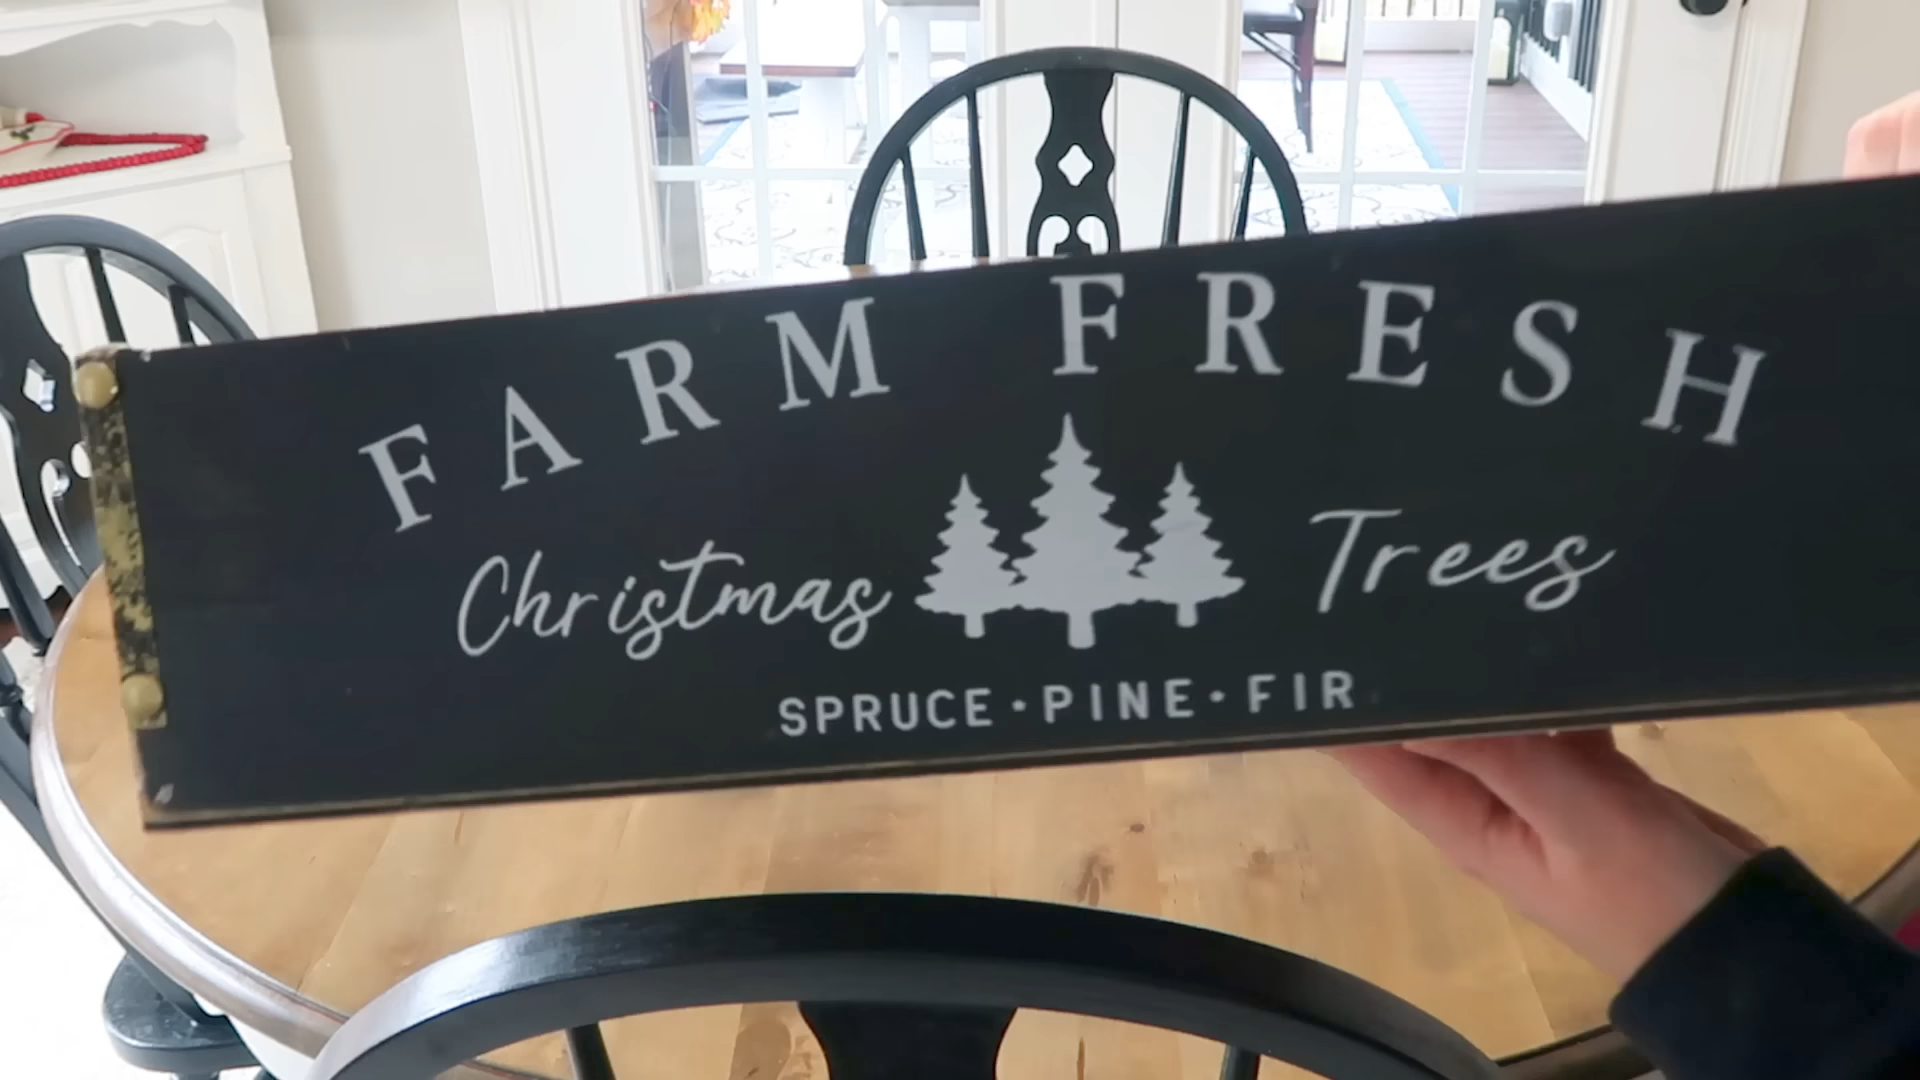 FARM FRESH
Christmas Trees
SPRUCE • PINE • FIR